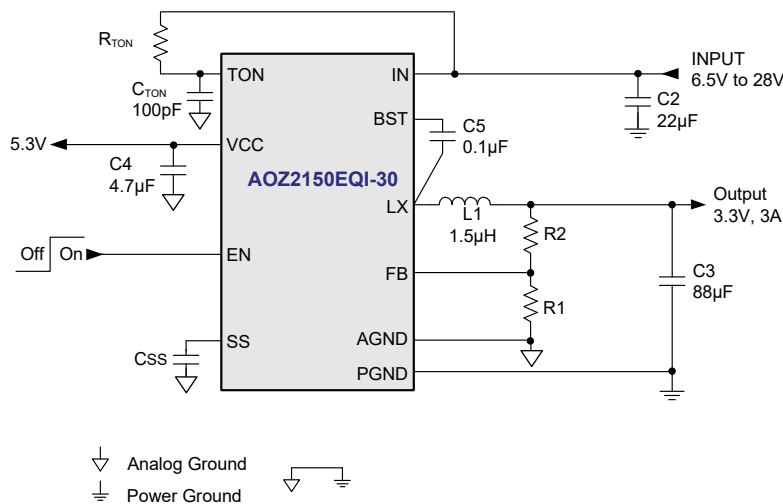 RTON
TON
IN
INPUT
6.5V to 28V
CTON
100pF
C2
22µF
BST
C5
0.1µF
5.3V
VCC
C4
4.7µF
AOZ2150EQI-30
LX
L1
1.5µH
Output
3.3V, 3A
R2
Off
On
EN
FB
C3
88µF
R1
SS
CSS
AGND
PGND
Analog Ground
Power Ground